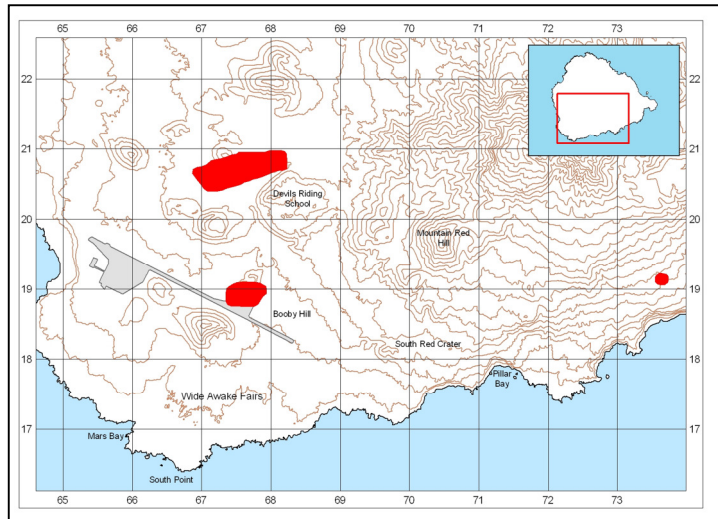 65 66 67 68 69 70 71 72 73
22 22
21 21
Devils Riding
School
20 20
Mountain Red
Hill
19 19
Booby Hill
South Red Crater
18 18
Pillar
Bay
Wide Awake Fairs
17 17
Mars Bay
South Point
65 66 67 68 69 70 71 72 73